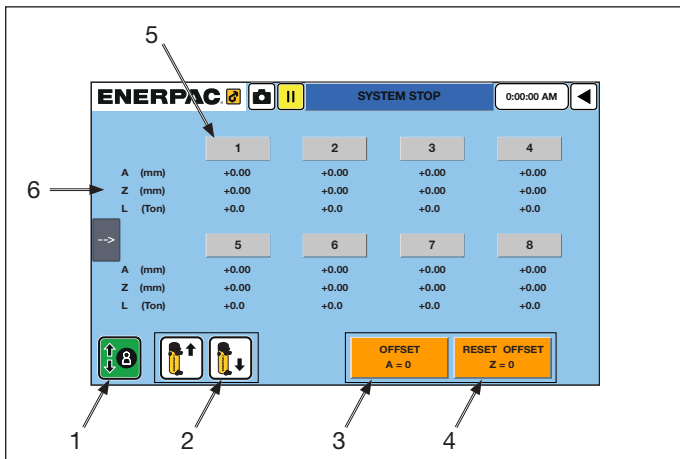 5
ENERPAC
SYSTEM STOP
0:00:00 AM
1 2 3 4
A (mm) +0.00 +0.00 +0.00 +0.00
6
Z (mm) +0.00 +0.00 +0.00 +0.00
L (Ton) +0.0 +0.0 +0.0 +0.0
-->
5 6 7 8
A (mm) +0.00 +0.00 +0.00 +0.00
Z (mm) +0.00 +0.00 +0.00 +0.00
L (Ton) +0.0 +0.0 +0.0 +0.0
OFFSET
A = 0
RESET OFFSET
Z = 0
1 2 3 4